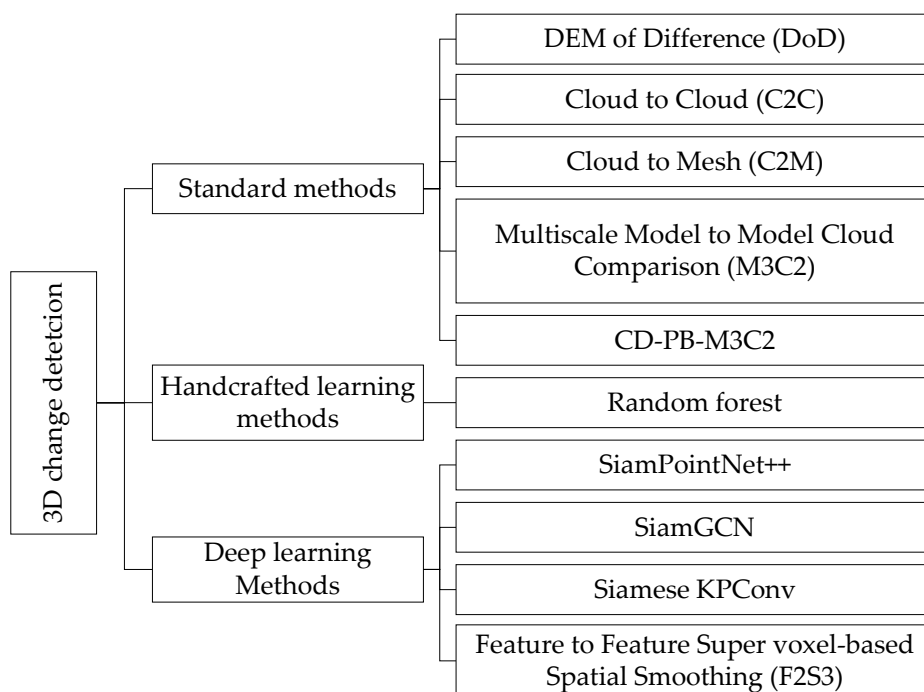 3D change detetcion
Standard methods
DEM of Difference (DoD)
Cloud to Cloud (C2C)
Cloud to Mesh (C2M)
Multiscale Model to Model Cloud
Comparison (M3C2)
CD-PB-M3C2
Handcrafted learning
methods
Random forest
Deep learning
Methods
SiamPointNet++
SiamGCN
Siamese KPConv
Feature to Feature Super voxel-based
Spatial Smoothing (F2S3)